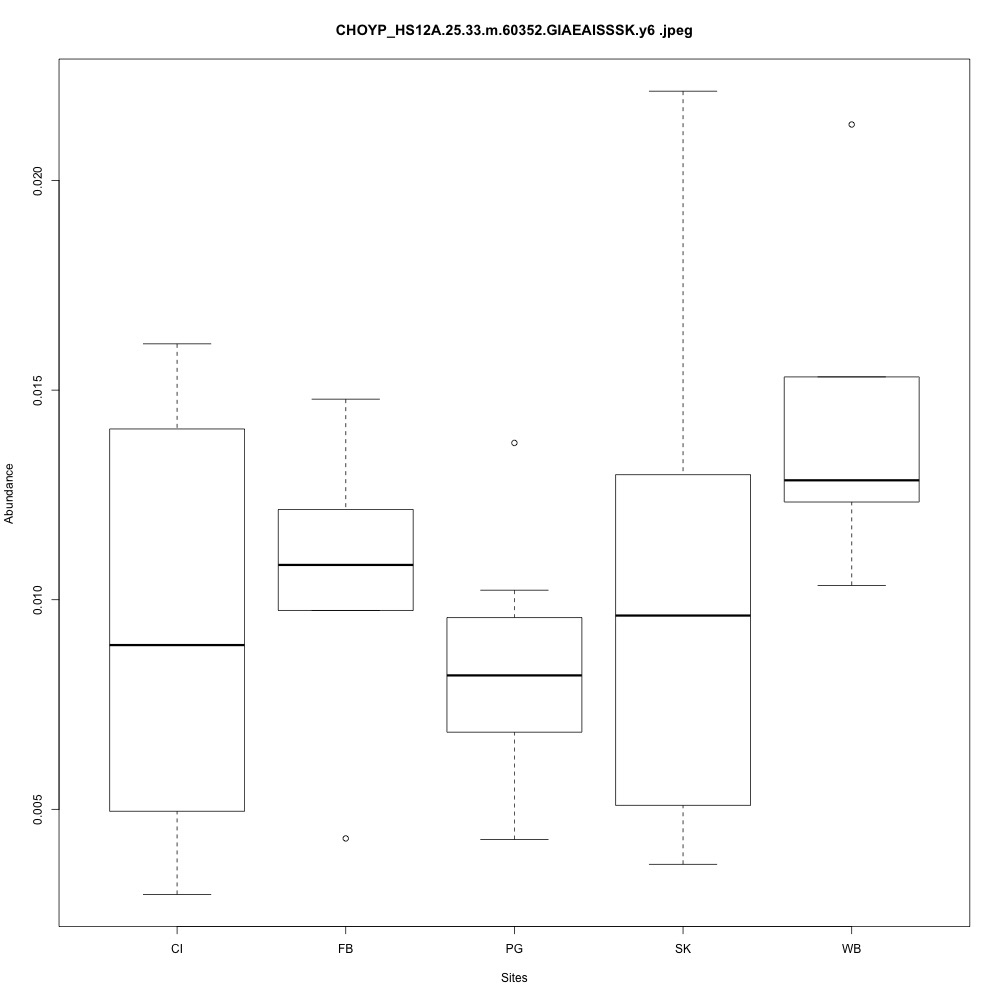 CHOYP_HS12A.25.33.m.60352.GIAEAISSSK.y6 .jpeg
Abundance
0.020
0.015
0.010
0.005
CI FB PG SK WB
Sites